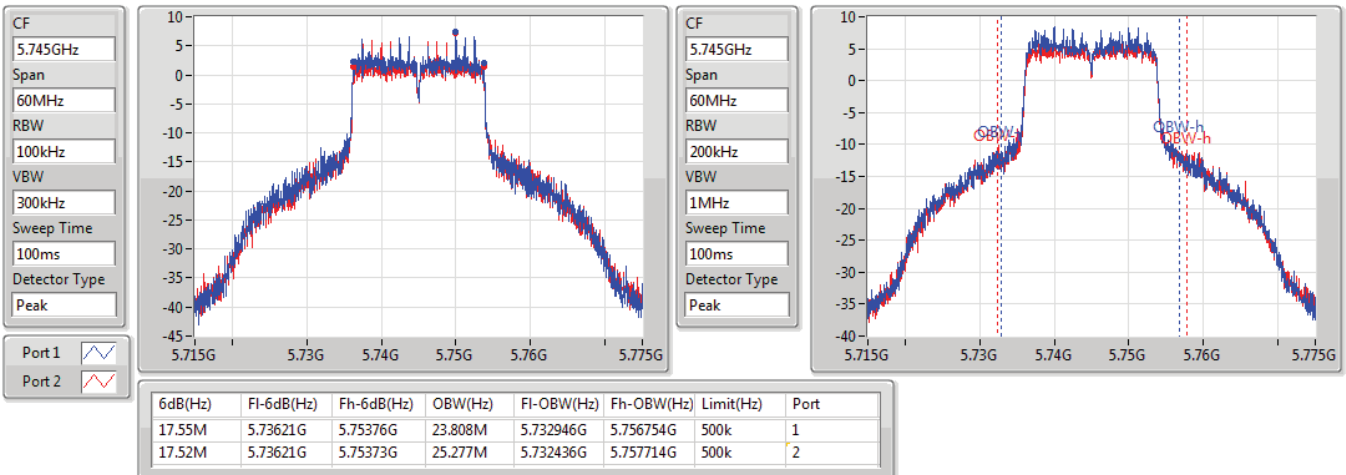 CF
5.745GHz
Span
60MHz
RBW
100kHz
VBW
300kHz
Sweep Time
100ms
Detector Type
Peak
Port 1
Port 2
10
5
0
-5
-10
-15
-20
-25
-30
-35
-40
-45
5.715G 5.73G 5.74G 5.75G 5.76G 5.775G
CF
5.745GHz
Span
60MHz
RBW
200kHz
VBW
1MHz
Sweep Time
100ms
Detector Type
Peak
10
5
0
-5
-10
-15
-20
-25
-30
-35
-40
OBW-h
OBW-h
5.715G 5.73G 5.74G 5.75G 5.76G 5.775G
6dB(Hz) Fl-6dB(Hz) Fh-6dB(Hz) OBW(Hz) Fl-OBW(Hz) Fh-OBW(Hz) Limit(Hz) Port
17.55M 5.73621G 5.75376G 23.808M 5.732946G 5.756754G 500k 1
17.52M 5.73621G 5.75373G 25.277M 5.732436G 5.757714G 500k 2